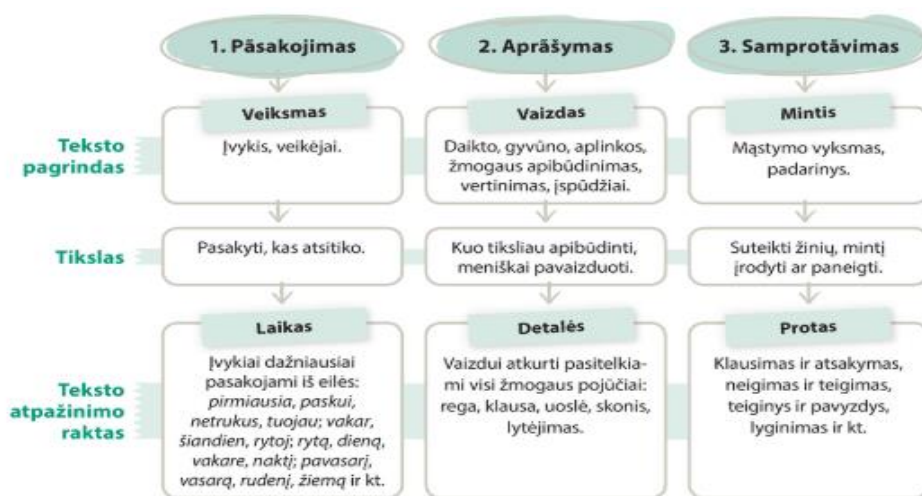 1. Pãsakojimas
2. Aprãšymas
3. Samprotãvimas
Teksto
pagrindas
Veiksmas
Įvykis, veikėjai.
Vaizdas
Daikto, gyvūno, aplinkos,
žmogaus apibūdinimas,
vertinimas, įspūdžiai.
Mintis
Mąstymo vyksmas,
padarinys.
Tikslas
Pasakyti, kas atsitiko.
Kuo tiksliau apibūdinti,
meniškai pavaizduoti.
Suteikti žinių, mintį
įrodyti ar paneigti.
Teksto
atpažinimo
raktas
Laikas
Įvykiai dažniausiai
pasakojami iš eilės:
pirmiausia, paskui,
netrukus, tuojau; vakar,
šiandien, rytoj; rytą, dieną,
vakare, naktį; pavasarį,
vasarą, rudenį, žiemą ir kt.
Detalės
Vaizdui atkurti pasitelkia-
mi visi žmogaus pojūčiai:
rega, klausa, uoslė, skonis,
lytėjimas.
Protas
Klausimas ir atsakymas,
neigimas ir teigimas,
teiginys ir pavyzdys,
lyginimas ir kt.